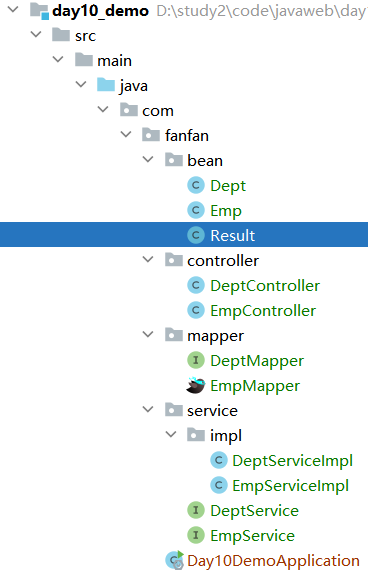 day10_demo D:\study2\code\javaweb\day
src
main
java
com
fanfan
bean
Dept
Emp
Result
controller
DeptController
EmpController
mapper
DeptMapper
EmpMapper
service
impl
DeptServiceImpl
EmpServiceImpl
DeptService
EmpService
Day10DemoApplication